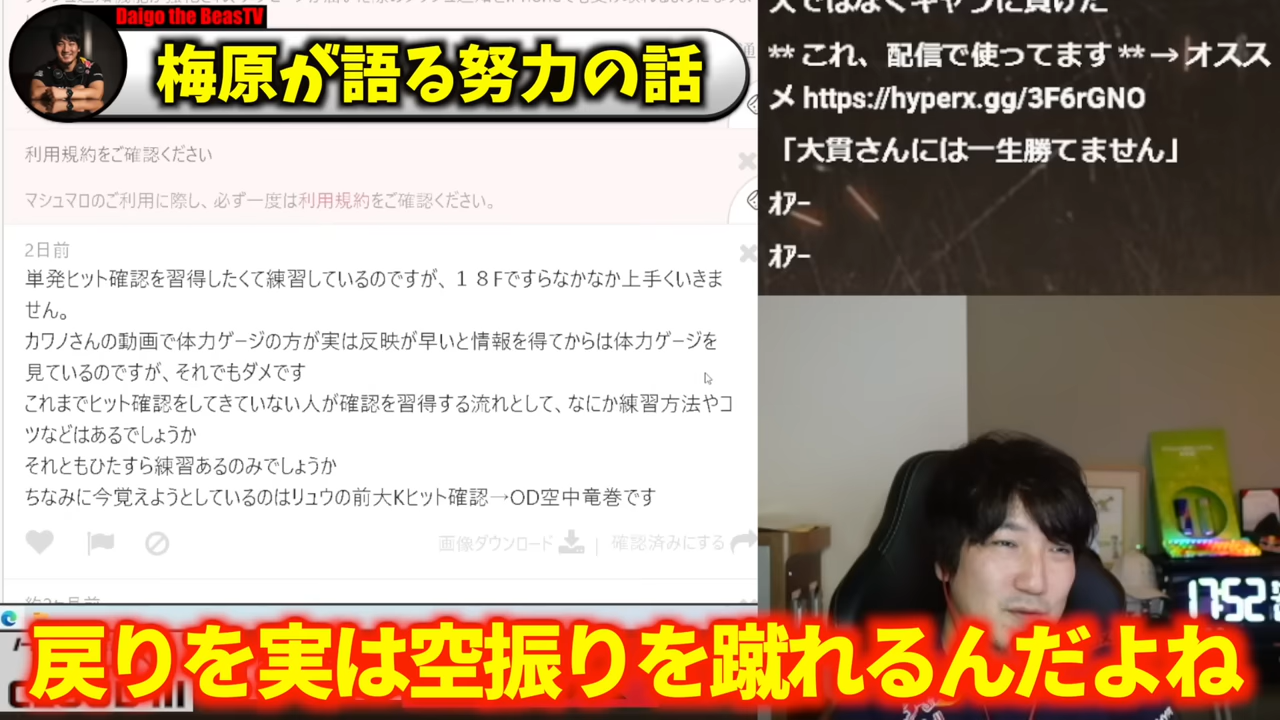 Daigo the BeasTV
梅原が語る努力の話
利用規約をご確認ください
マシュマロのご利用に際し、必ず一度は利用規約をご確認ください。
2日前
単発ヒット確認を習得したくて練習しているのですが、１８Fですらなかなか上手くいきま
せん。
カワノさんの動画で体力ゲージの方が実は反映が早いと情報を得てからは体力ゲージを
見ているのですが、それでもダメです
これまでヒット確認をしてきていない人が確認を習得する流れとして、なにか練習方法やコ
ツなどはあるでしょうか
それともひたすら練習あるのみでしょうか
ちなみに今覚えようとしているのはリュウの前大Kヒット確認→OD空中竜巻です
画像ダウンロード | 確認済みにする
** これ、配信で使ってます ** → オスス
メ https://hyperx.gg/3F6rGNO
「大貫さんには一生勝てません」
ｵｱｰ
ｵｱｰ
17:52
戻りを実は空振りを蹴れるんだよね